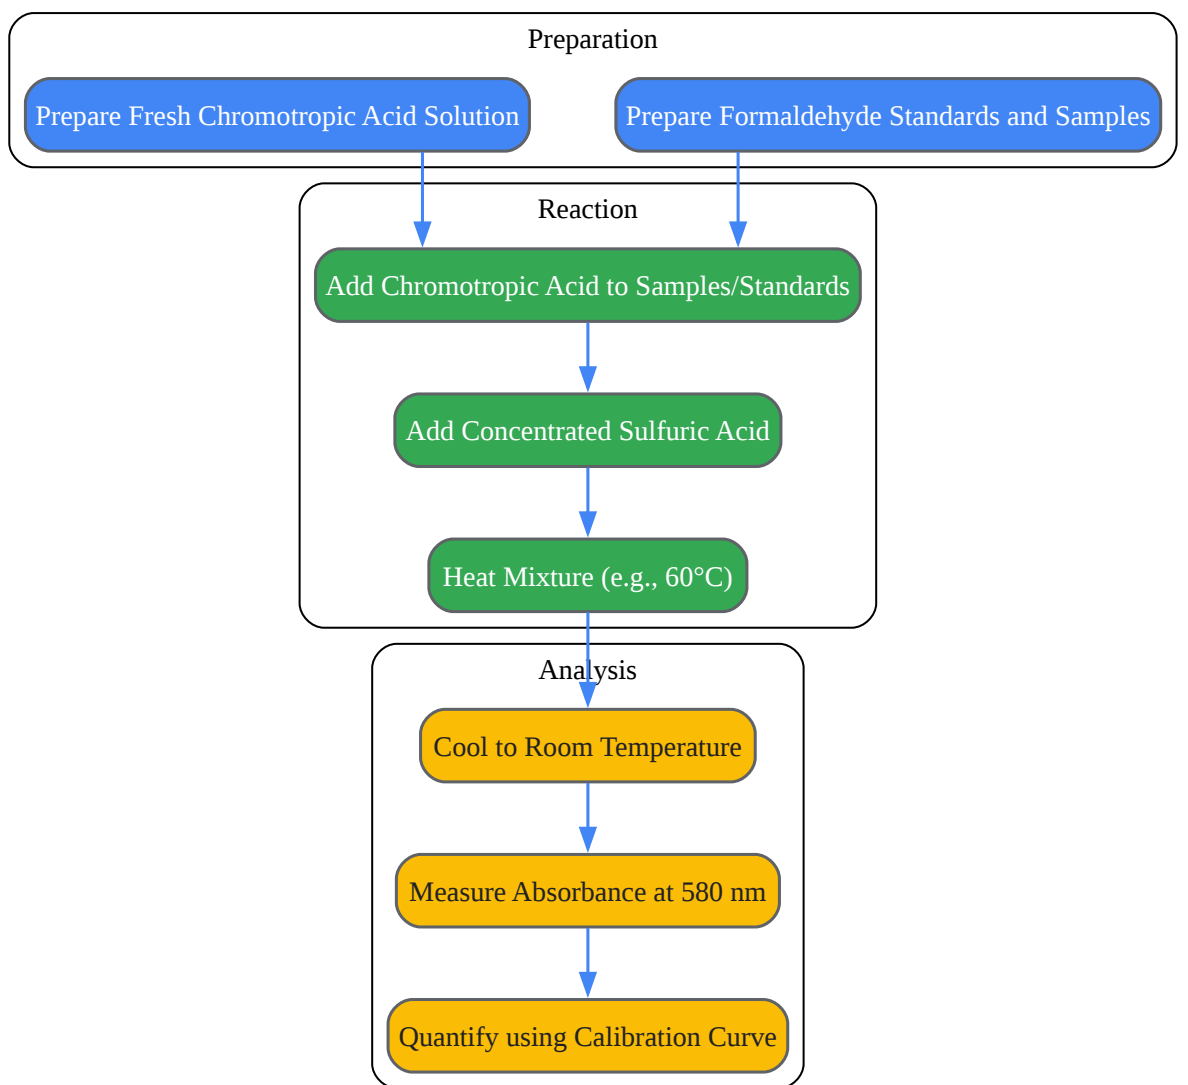 Preparation
Prepare Fresh Chromotropic Acid Solution
Prepare Formaldehyde Standards and Samples
Reaction
Add Chromotropic Acid to Samples/Standards
Add Concentrated Sulfuric Acid
Heat Mixture (e.g., 60°C)
Analysis
Cool to Room Temperature
Measure Absorbance at 580 nm
Quantify using Calibration Curve